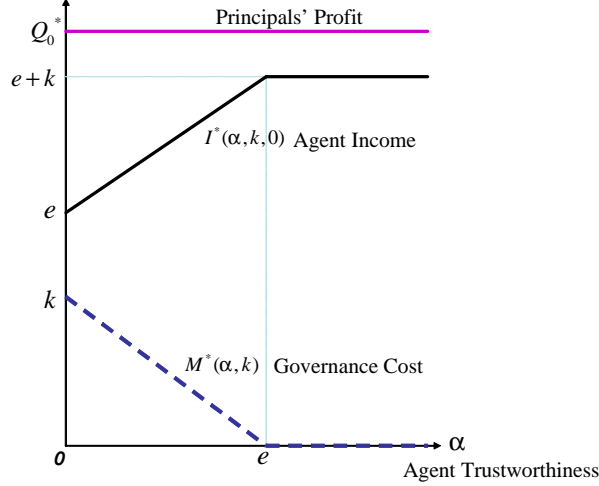 Principals' Profit
Q₀*
e+k
I*(α,k,0) Agent Income
e
k
M*(α,k) Governance Cost
0
e
α
Agent Trustworthiness